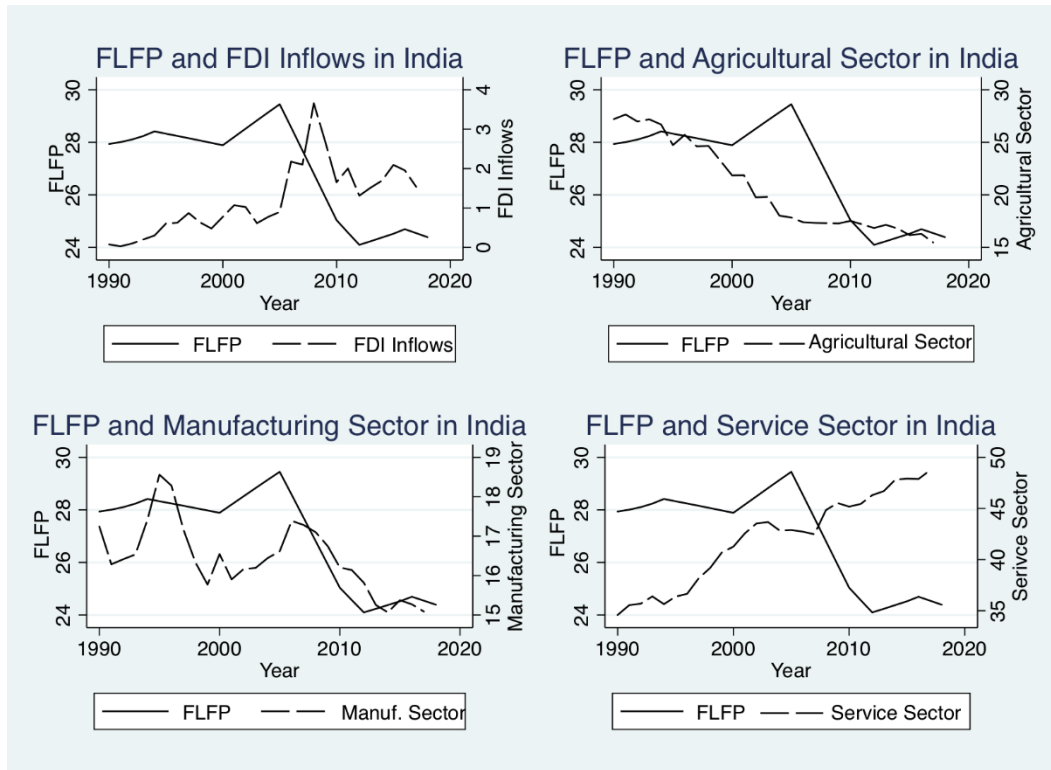 FLFP and FDI Inflows in India
30
28
26
24
FLFP
4
3
2
1
0
FDI Inflows
1990 2000 2010 2020
Year
FLFP FDI Inflows
FLFP and Agricultural Sector in India
30
28
26
24
FLFP
30
25
20
15
Agricultural Sector
1990 2000 2010 2020
Year
FLFP Agricultural Sector
FLFP and Manufacturing Sector in India
30
28
26
24
FLFP
19
18
17
16
15
Manufacturing Sector
1990 2000 2010 2020
Year
FLFP Manuf. Sector
FLFP and Service Sector in India
30
28
26
24
FLFP
50
45
40
35
Serivce Sector
1990 2000 2010 2020
Year
FLFP Service Sector